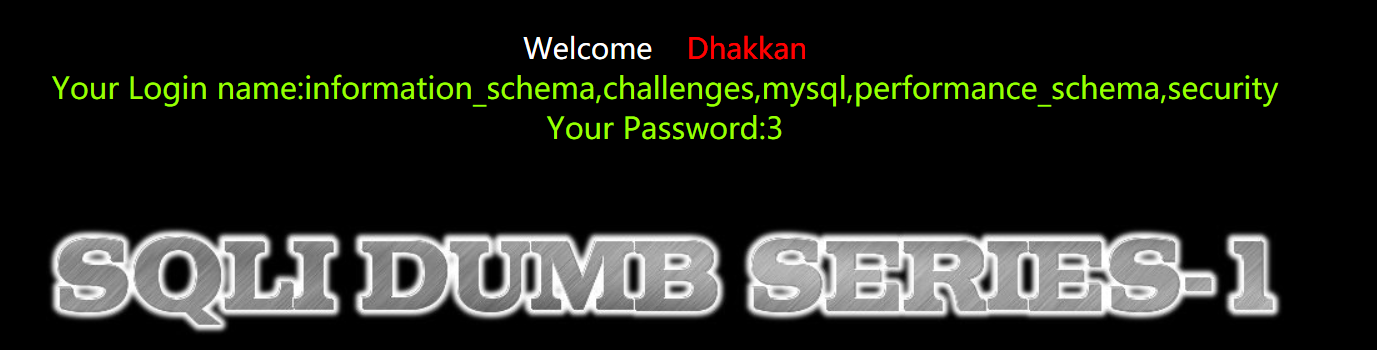 Welcome Dhakkan
Your Login name:information_schema,challenges,mysql,performance_schema,security
Your Password:3
SQLI DUMB SERIES-1